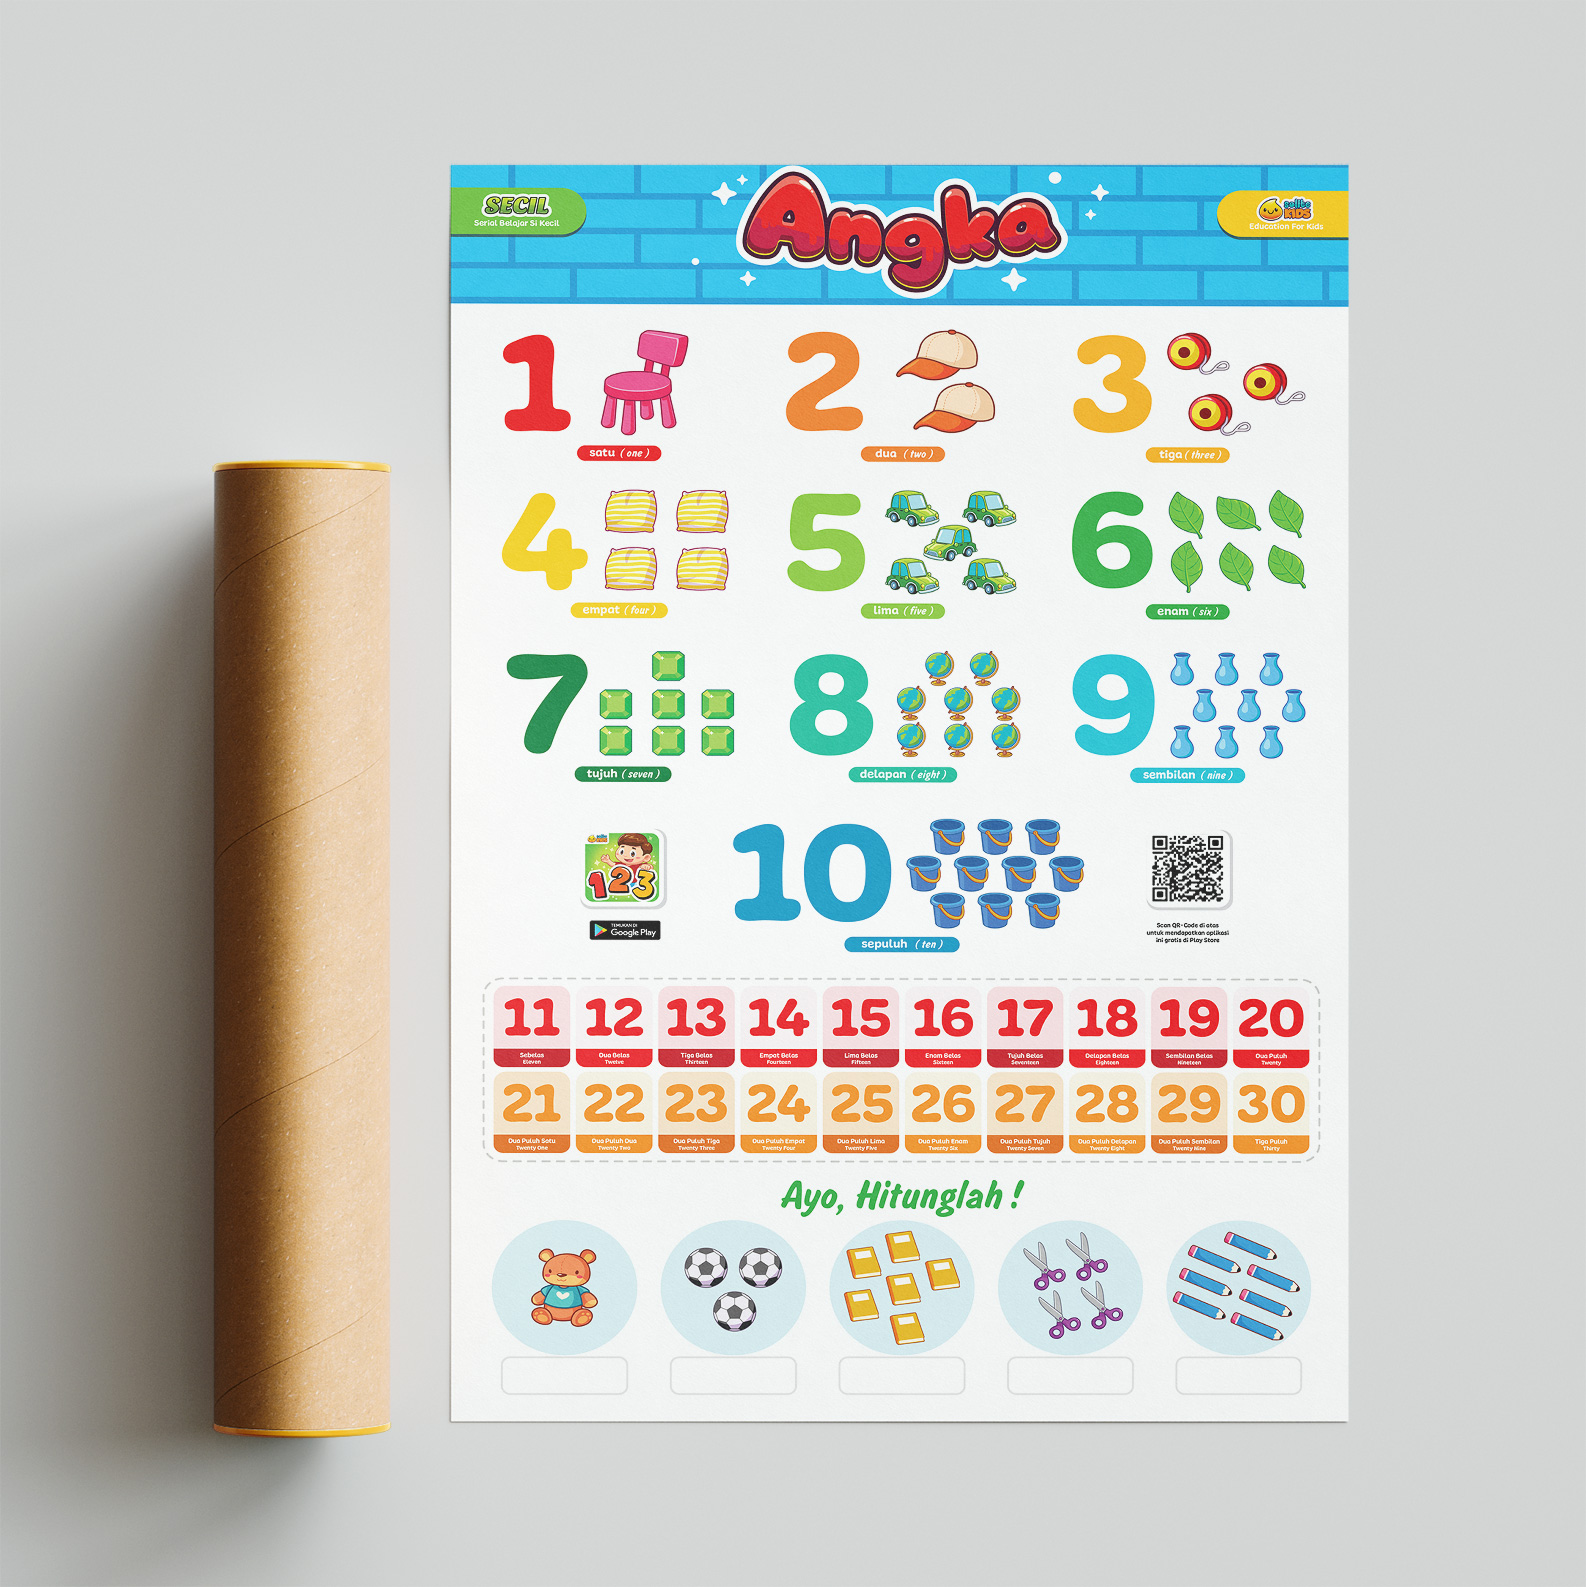 SECIL
Serial Belajar Si Kecil
Angka
solite
KIDS
Education For Kids
1
satu ( one )
2
dua ( two )
3
tiga ( three )
4
empat ( four )
5
lima ( five )
6
enam ( six )
7
tujuh ( seven )
8
delapan ( eight )
9
sembilan ( nine )
solite
KIDS
123
TEMUKAN DI
Google Play
10
sepuluh ( ten )
Scan QR-Code di atas
untuk mendapatkan aplikasi
ini gratis di Play Store
11 12 13 14 15 16 17 18 19 20
Sebelas Dua Belas Tiga Belas Empat Belas Lima Belas Enam Belas Tujuh Belas Delapan Belas Sembilan Belas Dua Puluh
Eleven Twelve Thirteen Fourteen Fifteen Sixteen Seventeen Eighteen Nineteen Twenty
21 22 23 24 25 26 27 28 29 30
Dua Puluh Satu Dua Puluh Dua Dua Puluh Tiga Dua Puluh Empat Dua Puluh Lima Dua Puluh Enam Dua Puluh Tujuh Dua Puluh Delapan Dua Puluh Sembilan Tiga Puluh
Twenty One Twenty Two Twenty Three Twenty Four Twenty Five Twenty Six Twenty Seven Twenty Eight Twenty Nine Thirty
Ayo, Hitunglah !